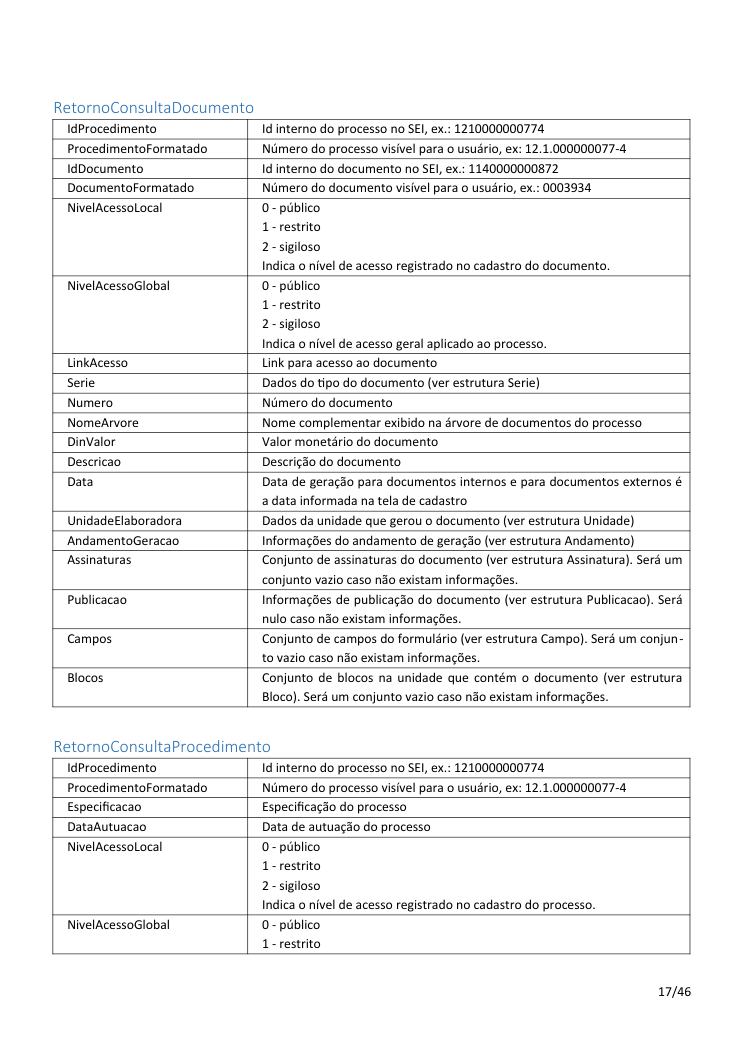 RetornoConsultaDocumento
IdProcedimento Id interno do processo no SEI, ex.: 1210000000774
ProcedimentoFormatado Número do processo visível para o usuário, ex: 12.1.000000077-4
IdDocumento Id interno do documento no SEI, ex.: 1140000000872
DocumentoFormatado Número do documento visível para o usuário, ex.: 0003934
NivelAcessoLocal 0 - público
1 - restrito
2 - sigiloso
Indica o nível de acesso registrado no cadastro do documento.
NivelAcessoGlobal 0 - público
1 - restrito
2 - sigiloso
Indica o nível de acesso geral aplicado ao processo.
LinkAcesso Link para acesso ao documento
Serie Dados do tipo do documento (ver estrutura Serie)
Numero Número do documento
NomeArvore Nome complementar exibido na árvore de documentos do processo
DinValor Valor monetário do documento
Descricao Descrição do documento
Data Data de geração para documentos internos e para documentos externos é
a data informada na tela de cadastro
UnidadeElaboradora Dados da unidade que gerou o documento (ver estrutura Unidade)
AndamentoGeracao Informações do andamento de geração (ver estrutura Andamento)
Assinaturas Conjunto de assinaturas do documento (ver estrutura Assinatura). Será um
conjunto vazio caso não existam informações.
Publicacao Informações de publicação do documento (ver estrutura Publicacao). Será
nulo caso não existam informações.
Campos Conjunto de campos do formulário (ver estrutura Campo). Será um conjun-
to vazio caso não existam informações.
Blocos Conjunto de blocos na unidade que contém o documento (ver estrutura
Bloco). Será um conjunto vazio caso não existam informações.
RetornoConsultaProcedimento
IdProcedimento Id interno do processo no SEI, ex.: 1210000000774
ProcedimentoFormatado Número do processo visível para o usuário, ex: 12.1.000000077-4
Especificacao Especificação do processo
DataAutuacao Data de autuação do processo
NivelAcessoLocal 0 - público
1 - restrito
2 - sigiloso
Indica o nível de acesso registrado no cadastro do processo.
NivelAcessoGlobal 0 - público
1 - restrito
17/46